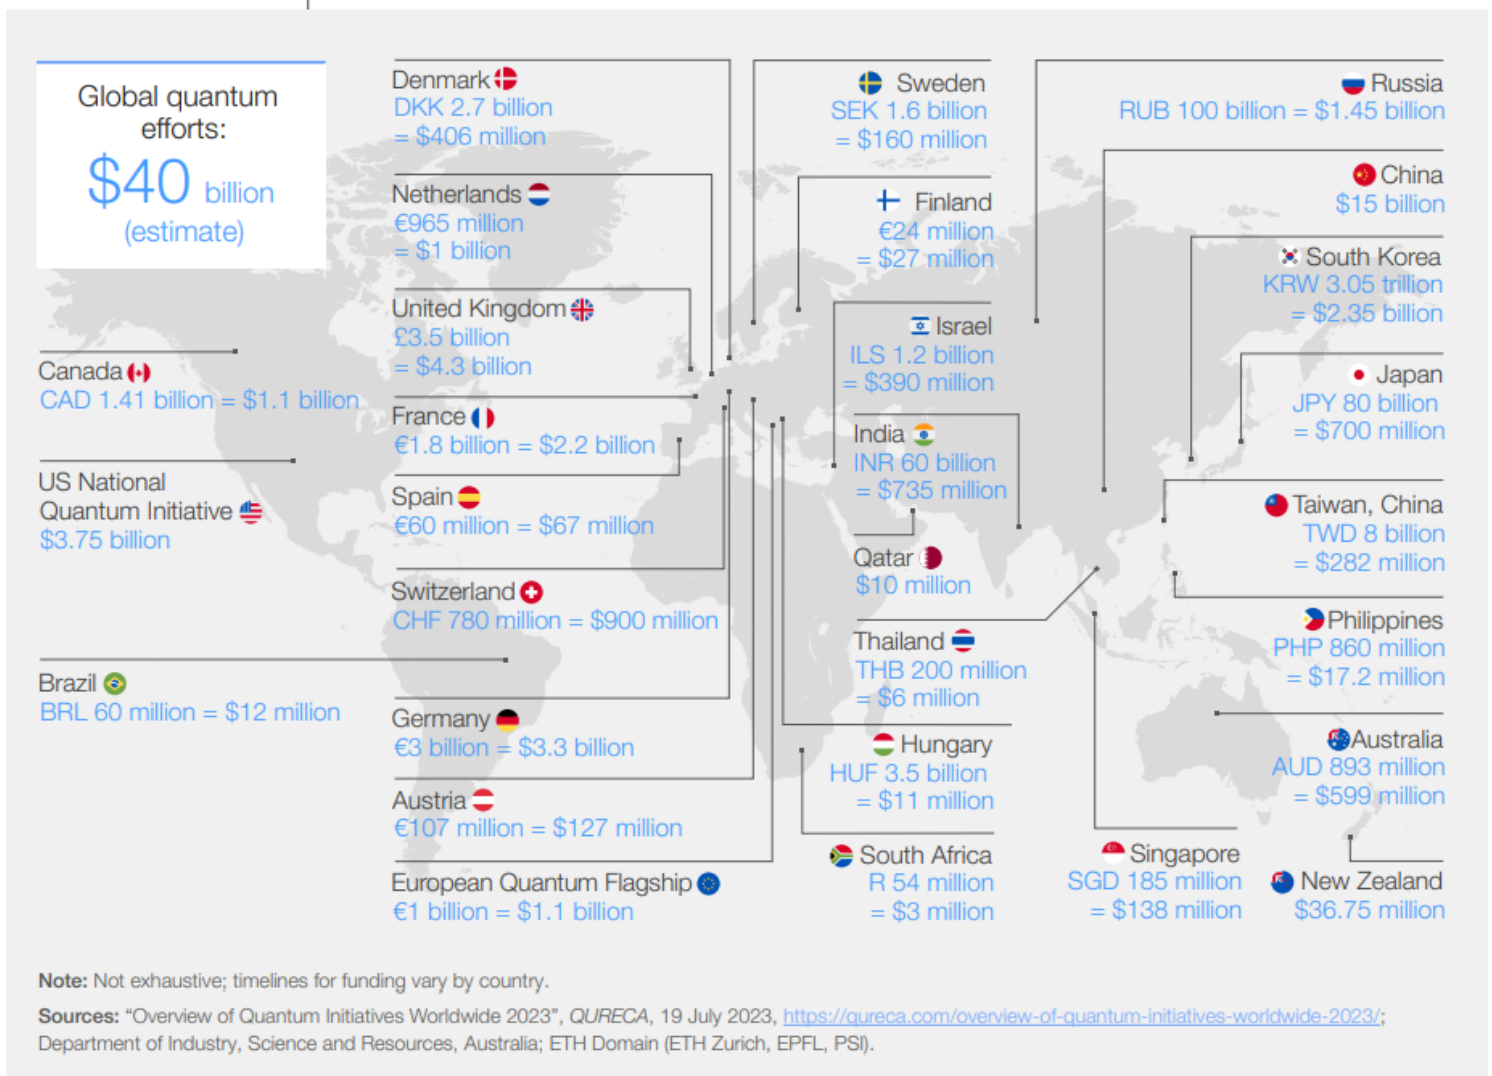 Global quantum
efforts:
$40 billion
(estimate)
Canada
CAD 1.41 billion = $1.1 billion
US National
Quantum Initiative
$3.75 billion
Brazil
BRL 60 million = $12 million
Denmark
DKK 2.7 billion
= $406 million
Netherlands
€965 million
= $1 billion
United Kingdom
£3.5 billion
= $4.3 billion
France
€1.8 billion = $2.2 billion
Spain
€60 million = $67 million
Switzerland
CHF 780 million = $900 million
Germany
€3 billion = $3.3 billion
Austria
€107 million = $127 million
European Quantum Flagship
€1 billion = $1.1 billion
Sweden
SEK 1.6 billion
= $160 million
Finland
€24 million
= $27 million
Israel
ILS 1.2 billion
= $390 million
India
INR 60 billion
= $735 million
Qatar
$10 million
Thailand
THB 200 million
= $6 million
Hungary
HUF 3.5 billion
= $11 million
South Africa
R 54 million
= $3 million
Russia
RUB 100 billion = $1.45 billion
China
$15 billion
South Korea
KRW 3.05 trillion
= $2.35 billion
Japan
JPY 80 billion
= $700 million
Taiwan, China
TWD 8 billion
= $282 million
Philippines
PHP 860 million
= $17.2 million
Australia
AUD 893 million
= $599 million
Singapore
SGD 185 million
= $138 million
New Zealand
$36.75 million
Note: Not exhaustive; timelines for funding vary by country.
Sources: “Overview of Quantum Initiatives Worldwide 2023”, QURECA, 19 July 2023, https://qureca.com/overview-of-quantum-initiatives-worldwide-2023/;
Department of Industry, Science and Resources, Australia; ETH Domain (ETH Zurich, EPFL, PSI).